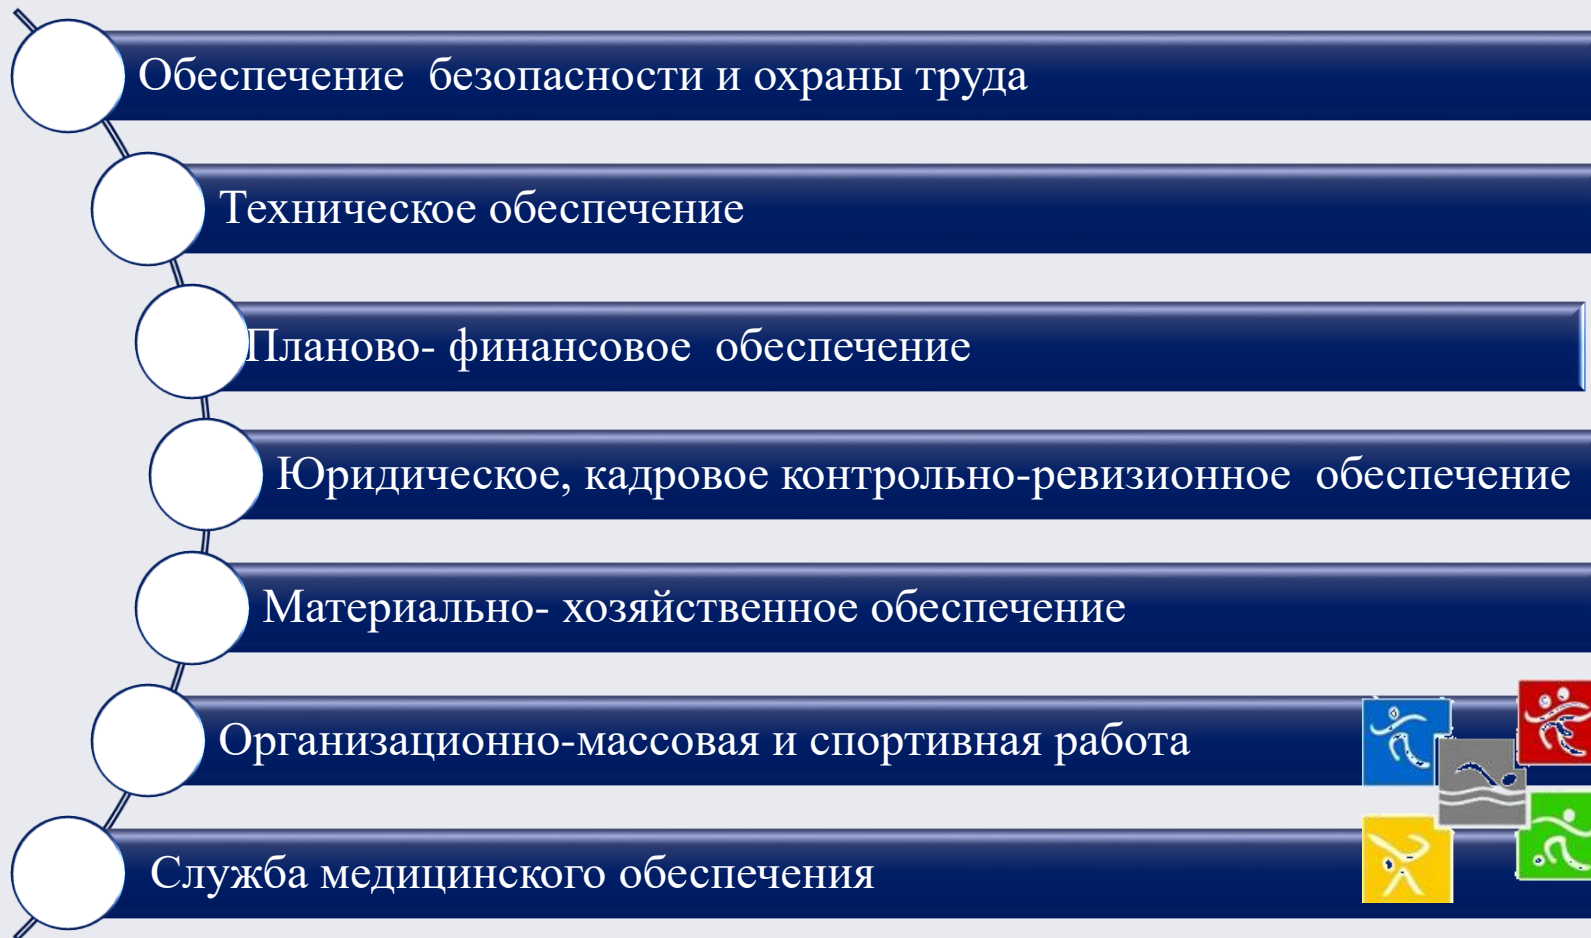 Обеспечение  безопасности и охраны труда
Техническое обеспечение
Планово- финансовое  обеспечение
Юридическое, кадровое контрольно-ревизионное  обеспечение
Материально- хозяйственное обеспечение
Организационно-массовая и спортивная работа
Служба медицинского обеспечения